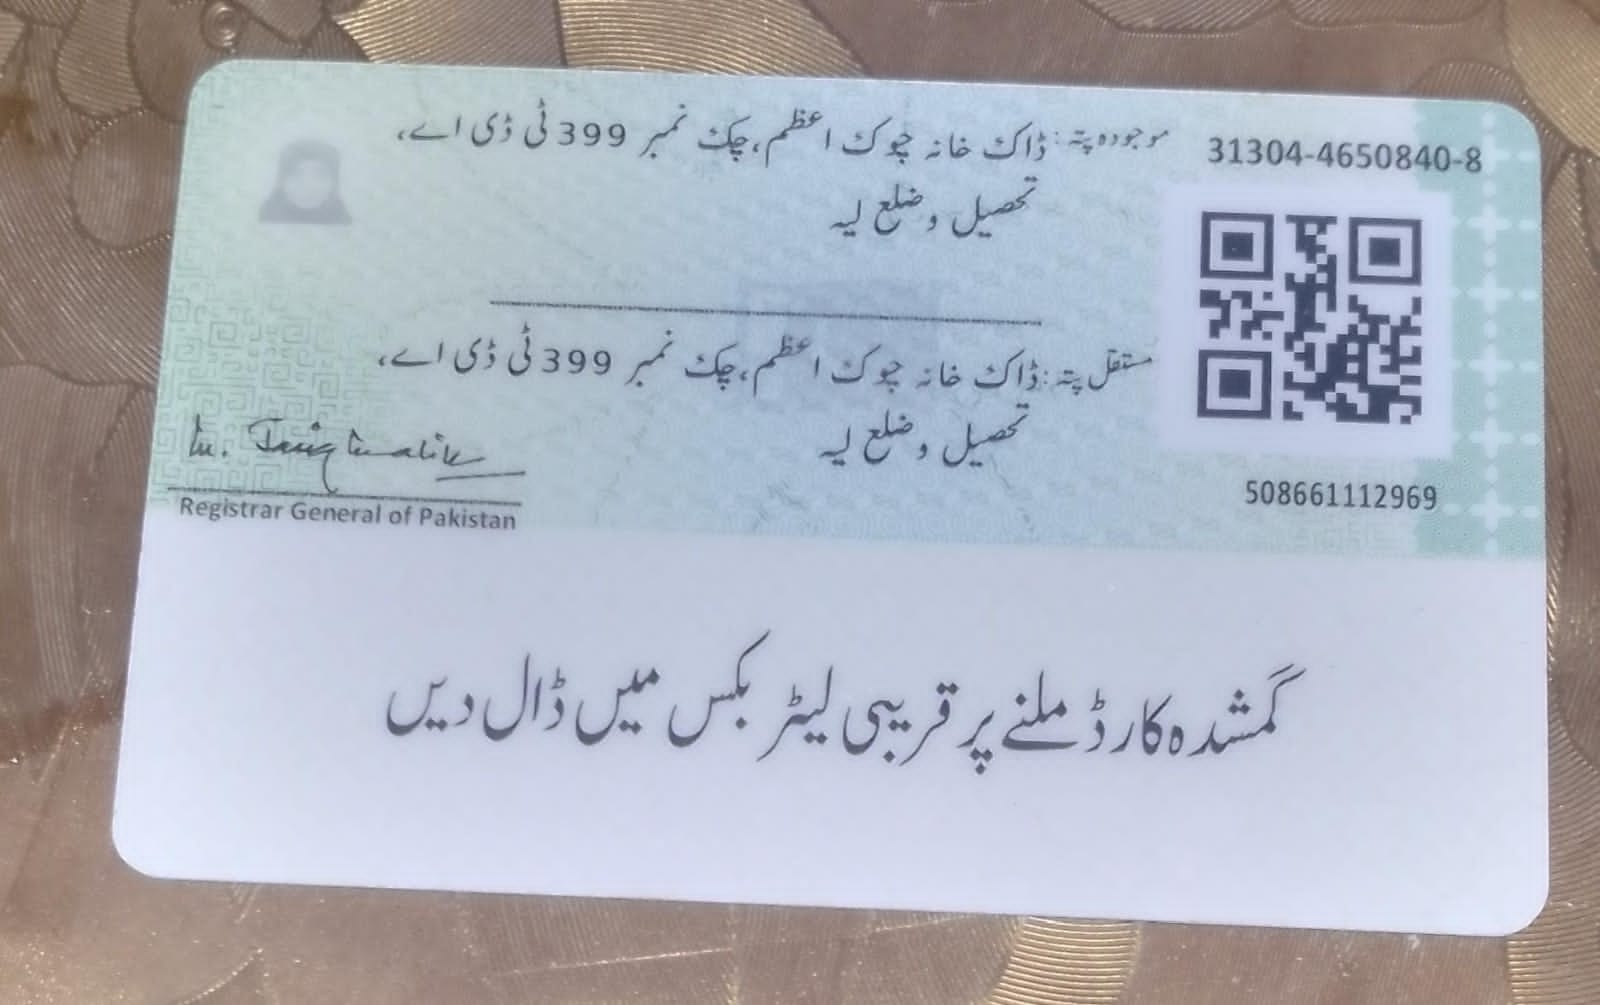 31304-4650840-8
موجودہ پتہ: ڈاک خانہ چوک اعظم، چک نمبر 399 ٹی ڈی اے،
تحصیل و ضلع لیہ
مستقل پتہ: ڈاک خانہ چوک اعظم، چک نمبر 399 ٹی ڈی اے،
تحصیل و ضلع لیہ
508661112969
Registrar General of Pakistan
گمشدہ کارڈ ملنے پر قریبی لیٹر بکس میں ڈال دیں